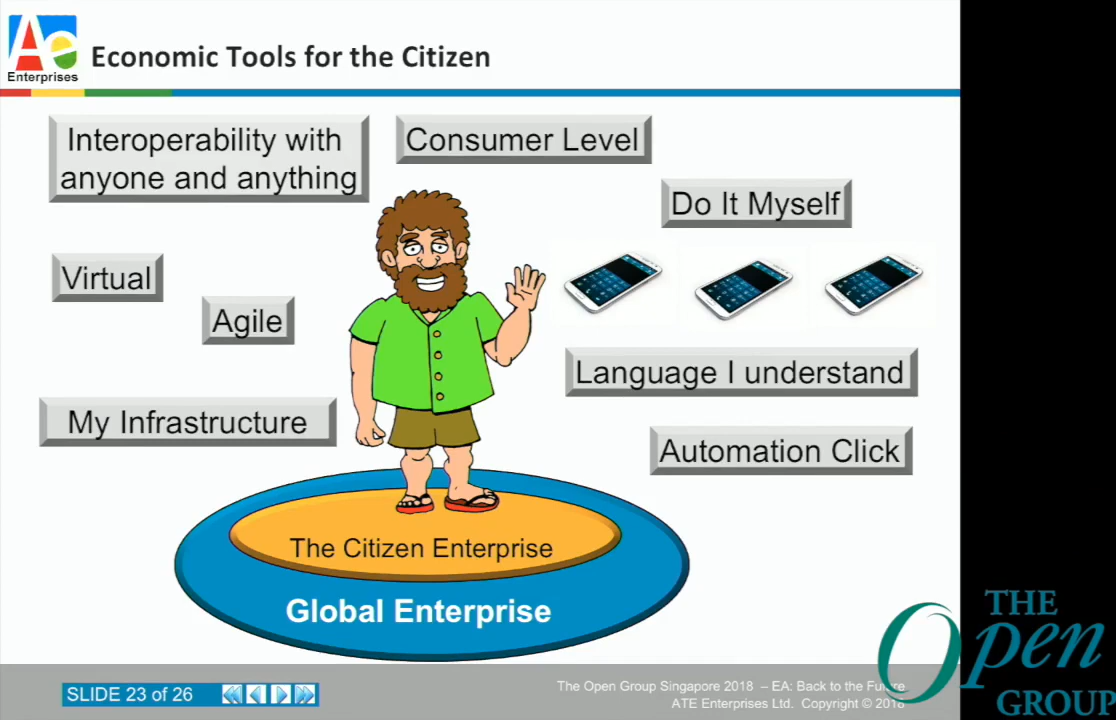 Ae
Enterprises
Economic Tools for the Citizen
Interoperability with
anyone and anything
Consumer Level
Do It Myself
Virtual
Agile
Language I understand
My Infrastructure
Automation Click
The Citizen Enterprise
Global Enterprise
SLIDE 23 of 26
The Open Group Singapore 2018 – EA: Back to the Future
ATE Enterprises Ltd. Copyright © 2018
THE
Open
GROUP